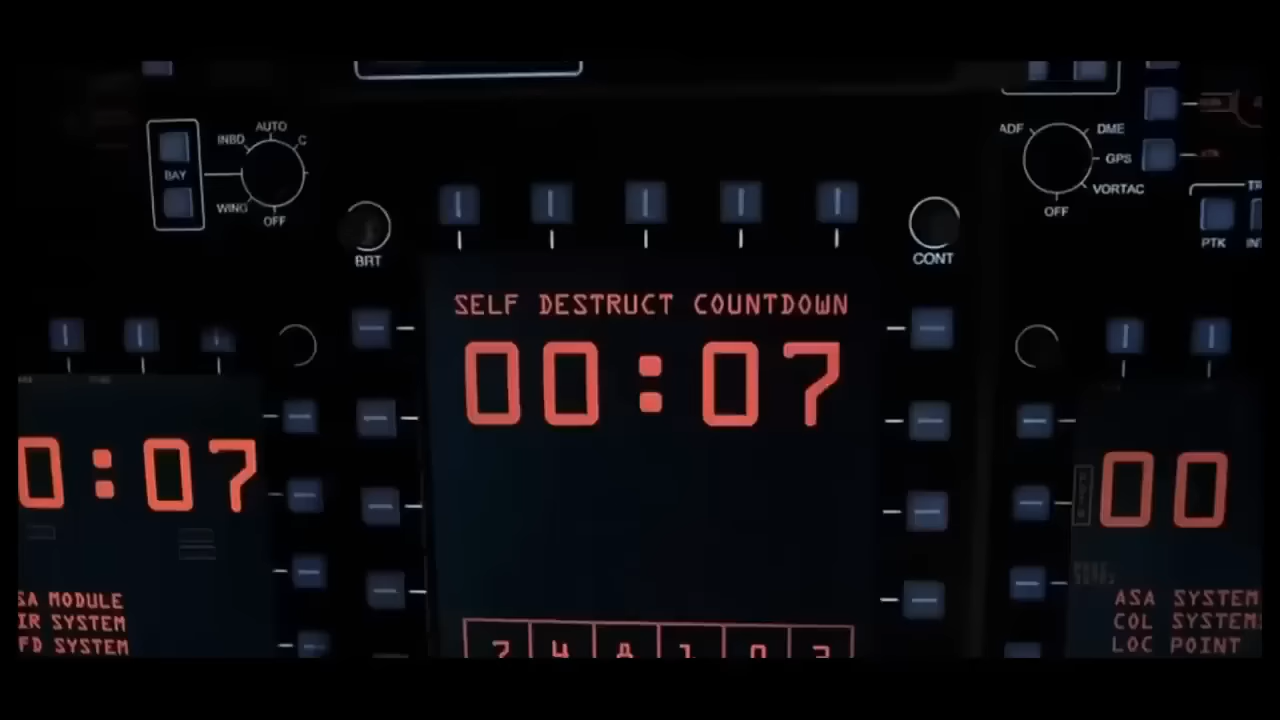 AUTO
INBD
C
BAY
WING
OFF
BRT
CONT
ADF
DME
GPS
VORTAC
OFF
PTK
SELF DESTRUCT COUNTDOWN
00:07
0:07
SA MODULE
IR SYSTEM
FD SYSTEM
00
ASA SYSTEM
COL SYSTEMS
LOC POINT